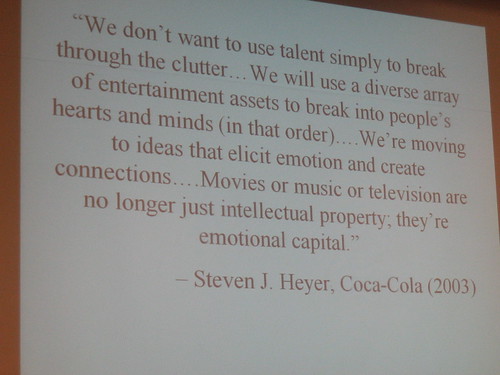 “We don’t want to use talent simply to break
through the clutter…We will use a diverse array
of entertainment assets to break into people’s
hearts and minds (in that order)….We’re moving
to ideas that elicit emotion and create
connections….Movies or music or television are
no longer just intellectual property; they’re
emotional capital.”
– Steven J. Heyer, Coca-Cola (2003)